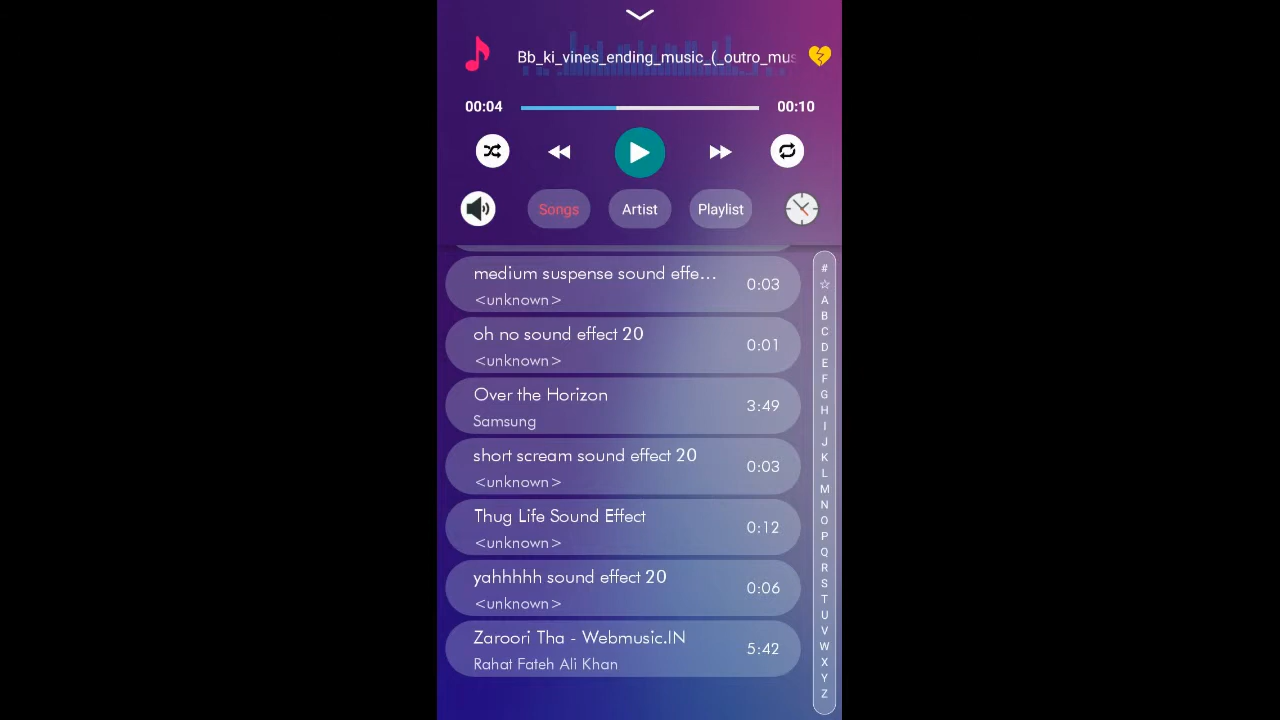 Bb_ki_vines_ending_music_(_outro_mus
00:04
00:10
Songs
Artist
Playlist
medium suspense sound effe...
0:03
<unknown>
oh no sound effect 20
0:01
<unknown>
Over the Horizon
3:49
Samsung
short scream sound effect 20
0:03
<unknown>
Thug Life Sound Effect
0:12
<unknown>
yahhhhh sound effect 20
0:06
<unknown>
Zaroori Tha - Webmusic.IN
5:42
Rahat Fateh Ali Khan
#
☆
A
B
C
D
E
F
G
H
I
J
K
L
M
N
O
P
Q
R
S
T
U
V
W
X
Y
Z